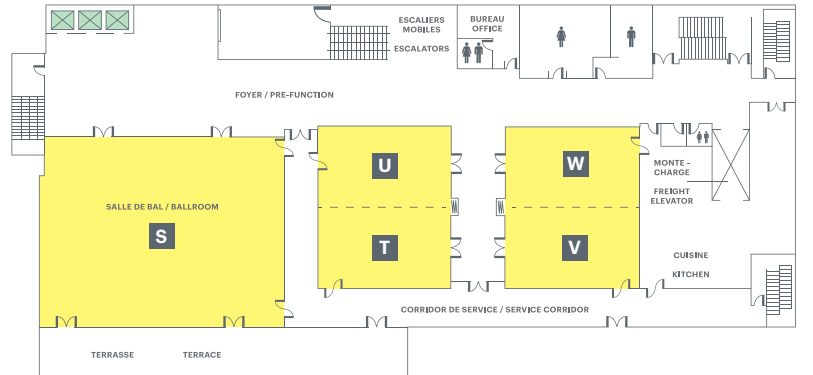 ESCALIERS
MOBILES
ESCALATORS
BUREAU
OFFICE
FOYER / PRE-FUNCTION
U
W
MONTE -
CHARGE
FREIGHT
ELEVATOR
SALLE DE BAL / BALLROOM
S
T
V
CUISINE
KITCHEN
CORRIDOR DE SERVICE / SERVICE CORRIDOR
TERRASSE TERRACE